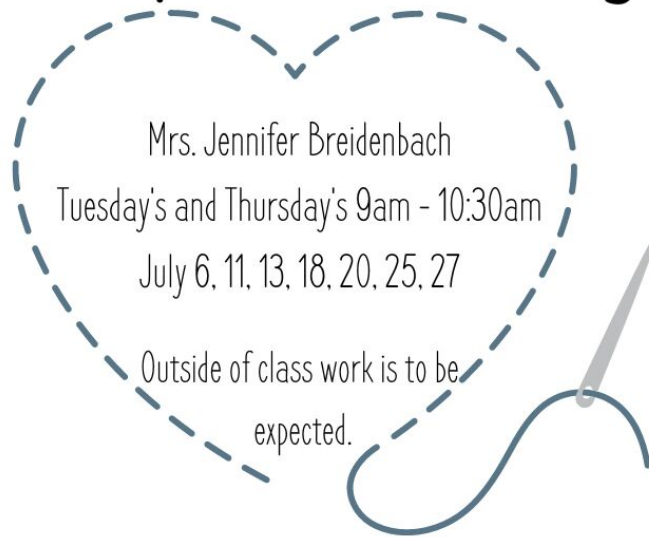 Mrs. Jennifer Breidenbach
Tuesday's and Thursday's 9am - 10:30am
July 6, 11, 13, 18, 20, 25, 27
Outside of class work is to be
expected.